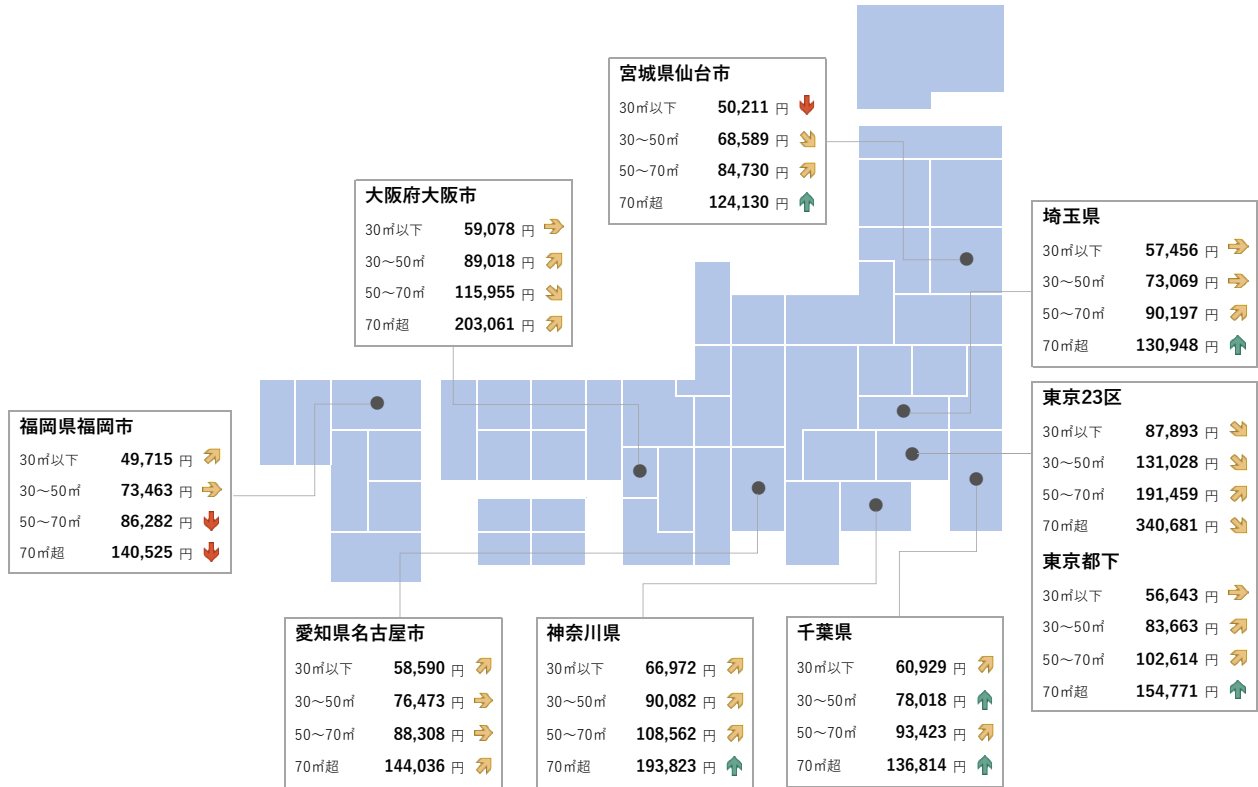 宮城県仙台市
30㎡以下 50,211 円
30～50㎡ 68,589 円
50～70㎡ 84,730 円
70㎡超 124,130 円
大阪府大阪市
30㎡以下 59,078 円
30～50㎡ 89,018 円
50～70㎡ 115,955 円
70㎡超 203,061 円
埼玉県
30㎡以下 57,456 円
30～50㎡ 73,069 円
50～70㎡ 90,197 円
70㎡超 130,948 円
福岡県福岡市
30㎡以下 49,715 円
30～50㎡ 73,463 円
50～70㎡ 86,282 円
70㎡超 140,525 円
東京23区
30㎡以下 87,893 円
30～50㎡ 131,028 円
50～70㎡ 191,459 円
70㎡超 340,681 円
東京都下
30㎡以下 56,643 円
30～50㎡ 83,663 円
50～70㎡ 102,614 円
70㎡超 154,771 円
愛知県名古屋市
30㎡以下 58,590 円
30～50㎡ 76,473 円
50～70㎡ 88,308 円
70㎡超 144,036 円
神奈川県
30㎡以下 66,972 円
30～50㎡ 90,082 円
50～70㎡ 108,562 円
70㎡超 193,823 円
千葉県
30㎡以下 60,929 円
30～50㎡ 78,018 円
50～70㎡ 93,423 円
70㎡超 136,814 円